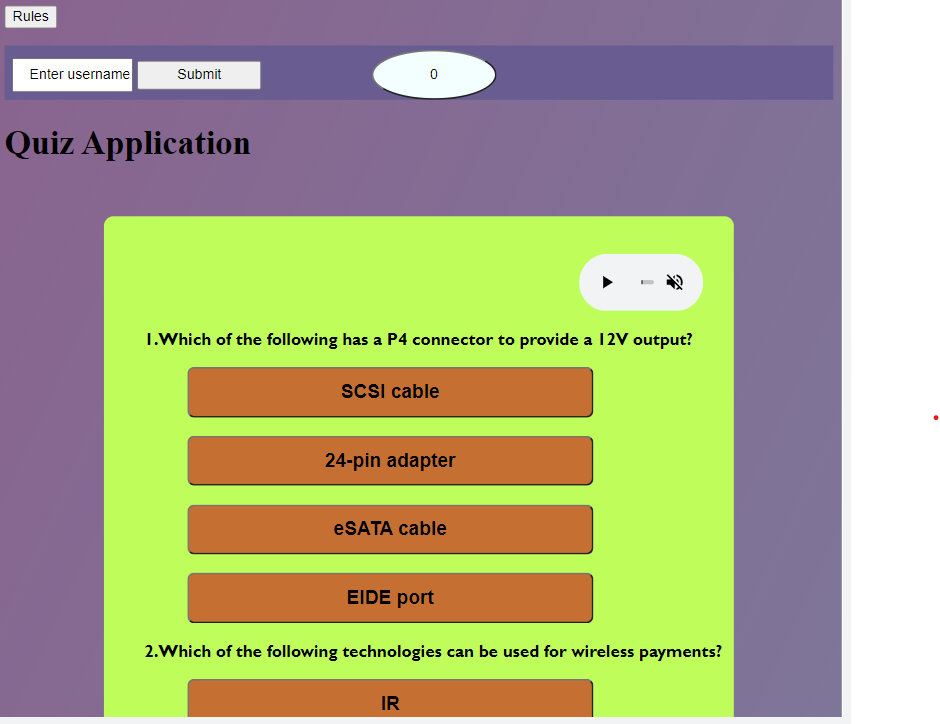 Rules
Enter username Submit 0
Quiz Application
1.Which of the following has a P4 connector to provide a 12V output?
SCSI cable
24-pin adapter
eSATA cable
EIDE port
2.Which of the following technologies can be used for wireless payments?
IR